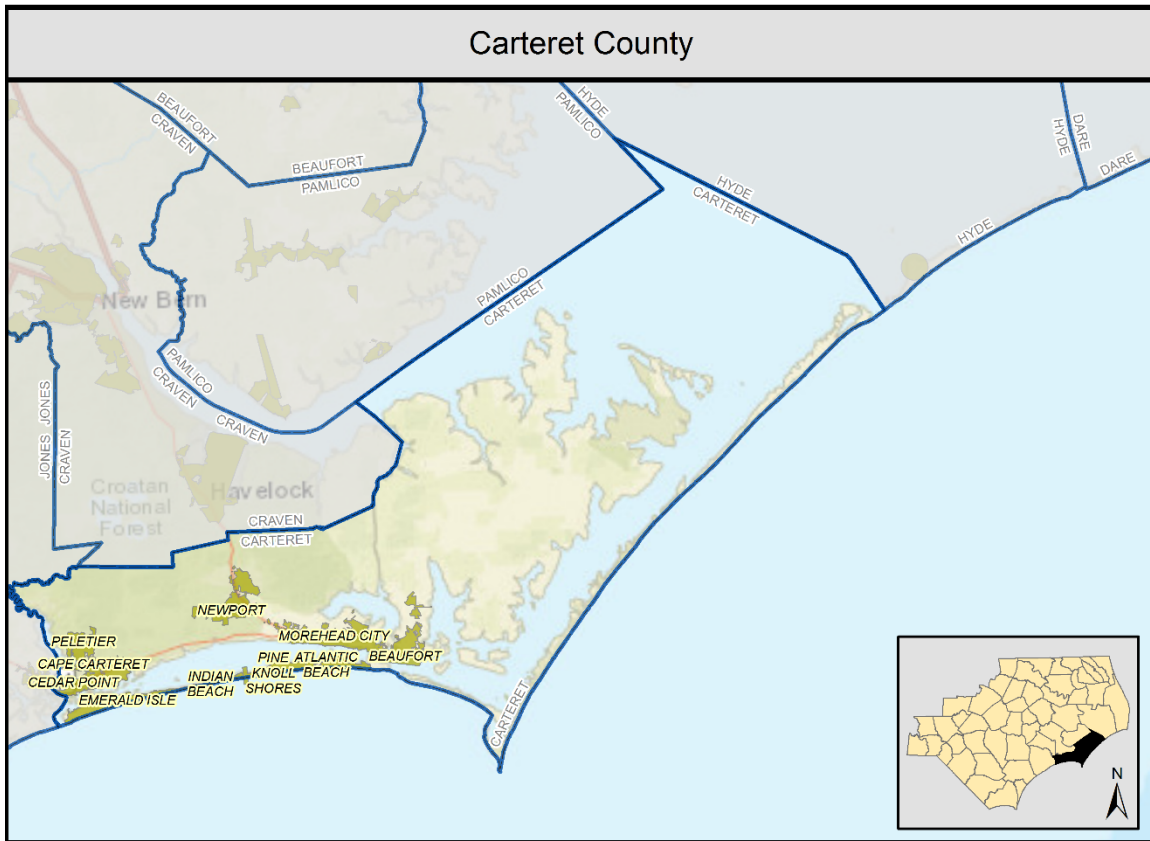 Carteret County
BEAUFORT
CRAVEN
BEAUFORT
PAMLICO
HYDE
PAMLICO
DARE
HYDE
DARE
HYDE
CARTERET
HYDE
New Bern
PAMLICO
CARTERET
PAMLICO
CRAVEN
CRAVEN
JONES JONES
CRAVEN
Croatan
National
Forest
Havelock
CRAVEN
CARTERET
NEWPORT
MOREHEAD CITY
PELETIER
CAPE CARTERET
CEDAR POINT
EMERALD ISLE
INDIAN
BEACH
PINE
KNOLL
SHORES
ATLANTIC
BEACH
BEAUFORT
CARTERET
N